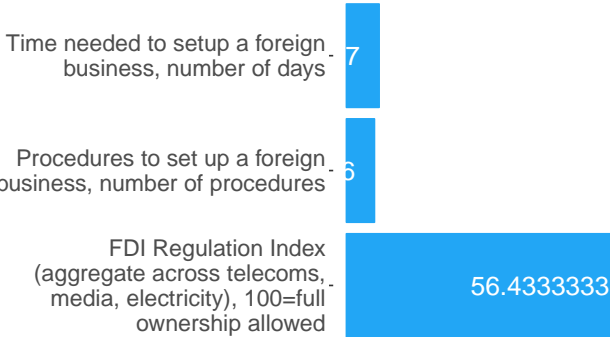 Time needed to setup a foreign
business, number of days
7
Procedures to set up a foreign
business, number of procedures
6
FDI Regulation Index
(aggregate across telecoms,
media, electricity), 100=full
ownership allowed
56.4333333